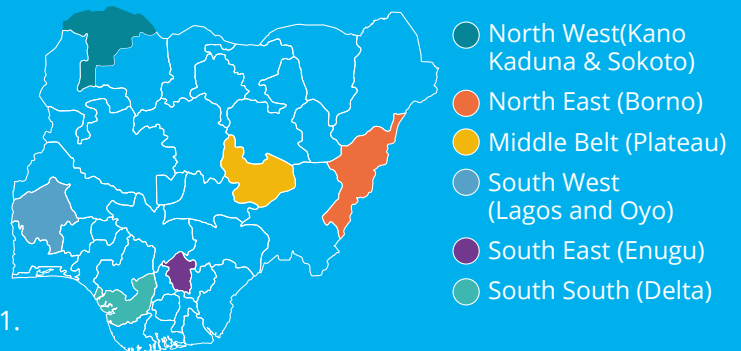 North West(Kano
Kaduna & Sokoto)
North East (Borno)
Middle Belt (Plateau)
South West
(Lagos and Oyo)
South East (Enugu)
South South (Delta)
1.